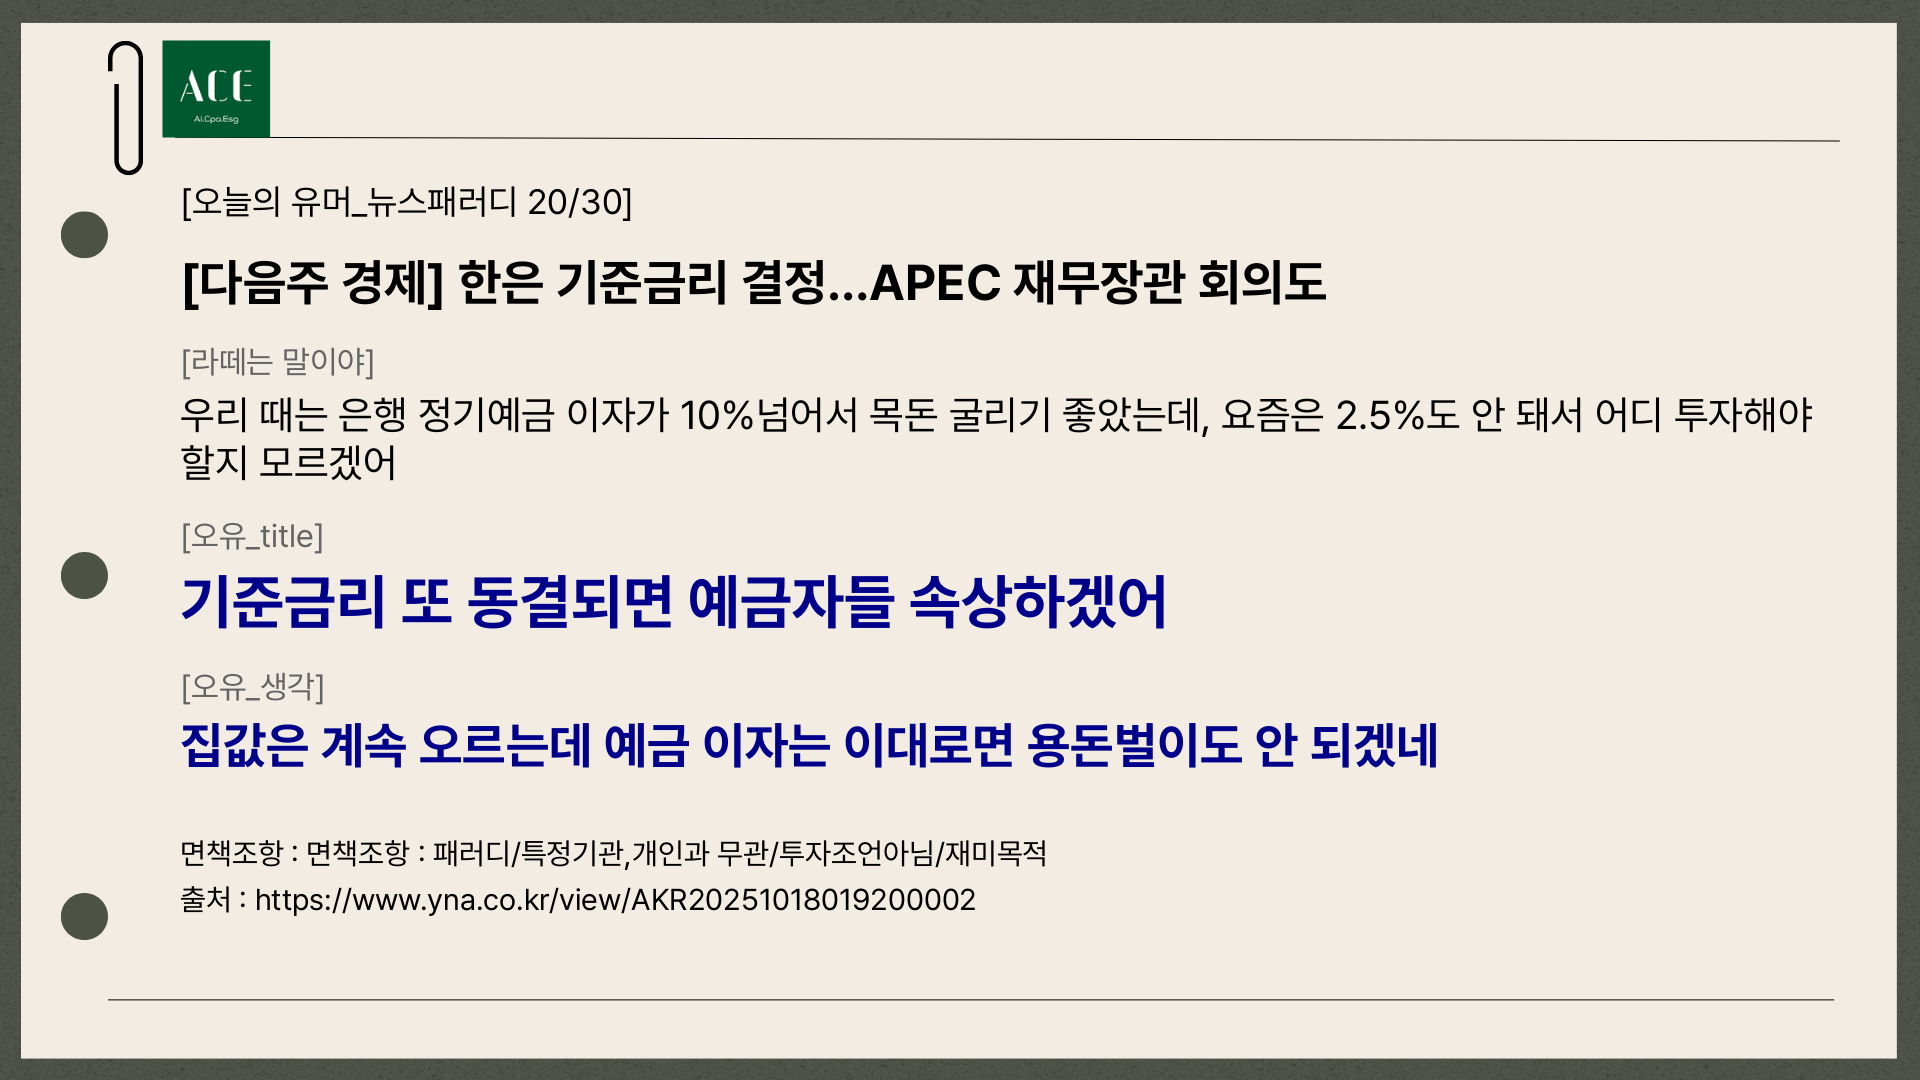 ACE
Ai.Cpa.Esg
[오늘의 유머_뉴스패러디 20/30]
[다음주 경제] 한은 기준금리 결정...APEC 재무장관 회의도
[라떼는 말이야]
우리 때는 은행 정기예금 이자가 10%넘어서 목돈 굴리기 좋았는데, 요즘은 2.5%도 안 돼서 어디 투자해야
할지 모르겠어
[오유_title]
기준금리 또 동결되면 예금자들 속상하겠어
[오유_생각]
집값은 계속 오르는데 예금 이자는 이대로면 용돈벌이도 안 되겠네
면책조항 : 면책조항 : 패러디/특정기관,개인과 무관/투자조언아님/재미목적
출처 : https://www.yna.co.kr/view/AKR20251018019200002